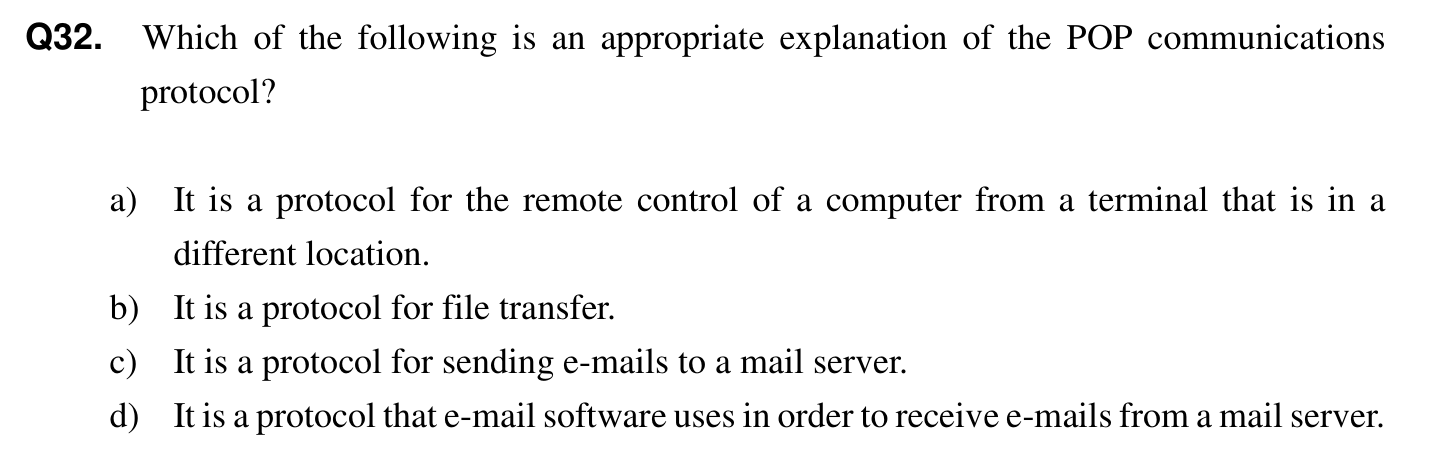 Q32. Which of the following is an appropriate explanation of the POP communications
protocol?
a) It is a protocol for the remote control of a computer from a terminal that is in a
different location.
b) It is a protocol for file transfer.
c) It is a protocol for sending e-mails to a mail server.
d) It is a protocol that e-mail software uses in order to receive e-mails from a mail server.